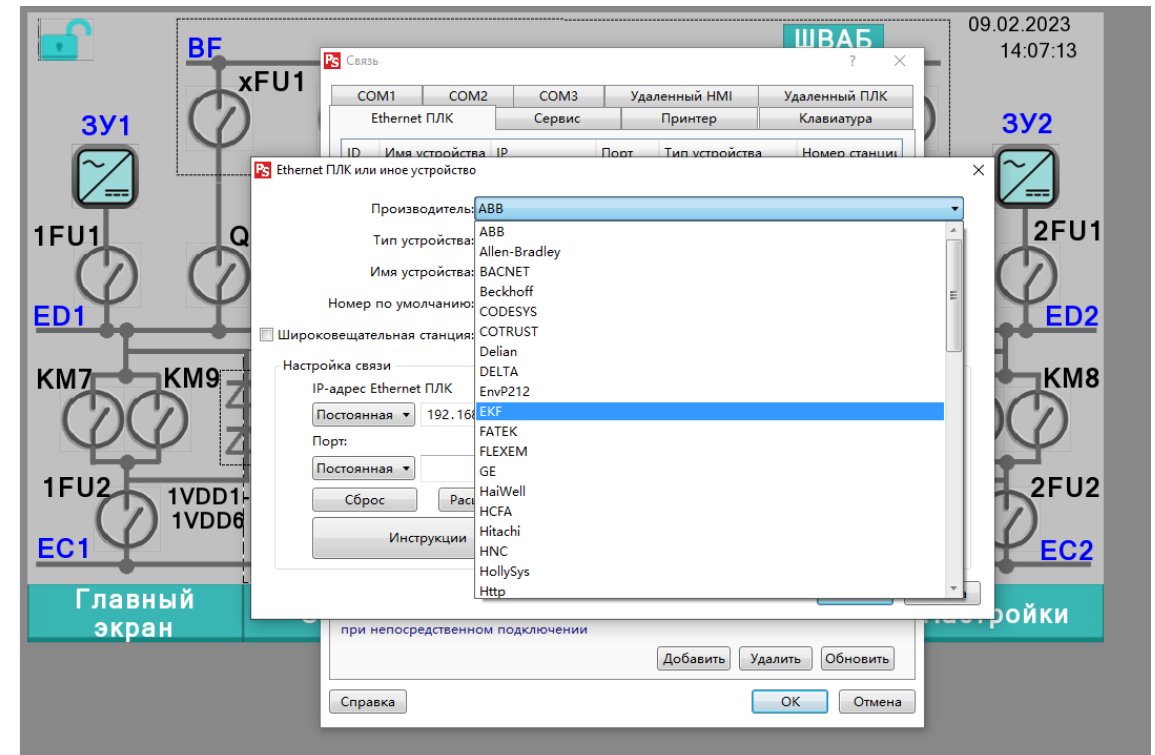 09.02.2023
14:07:13
ШВАБ
BF
xFU1
ЗУ1
ЗУ2
1FU1
Q
2FU1
ED1
ED2
KM7
KM9
KM8
1FU2
1VDD1-
1VDD6
2FU2
EC1
EC2
Главный
экран
Связь
?
COM1 COM2 COM3 Удаленный HMI Удаленный ПЛК
Ethernet ПЛК Сервис Принтер Клавиатура
ID Имя устройства IP Порт Тип устройства Номер станции
Ethernet ПЛК или иное устройство
Производитель: ABB
Тип устройства:
Имя устройства:
Номер по умолчанию:
Широковещательная станция:
Настройка связи
IP-адрес Ethernet ПЛК
Постоянная 192.168
Порт:
Постоянная
Сброс
Инструкции
ABB
Allen-Bradley
BACNET
Beckhoff
CODESYS
COTRUST
Delian
DELTA
EnvP212
EKF
FATEK
FLEXEM
GE
HaiWell
HCFA
Hitachi
HNC
HollySys
Http
при непосредственном подключении
Добавить Удалить Обновить
Справка OK Отмена